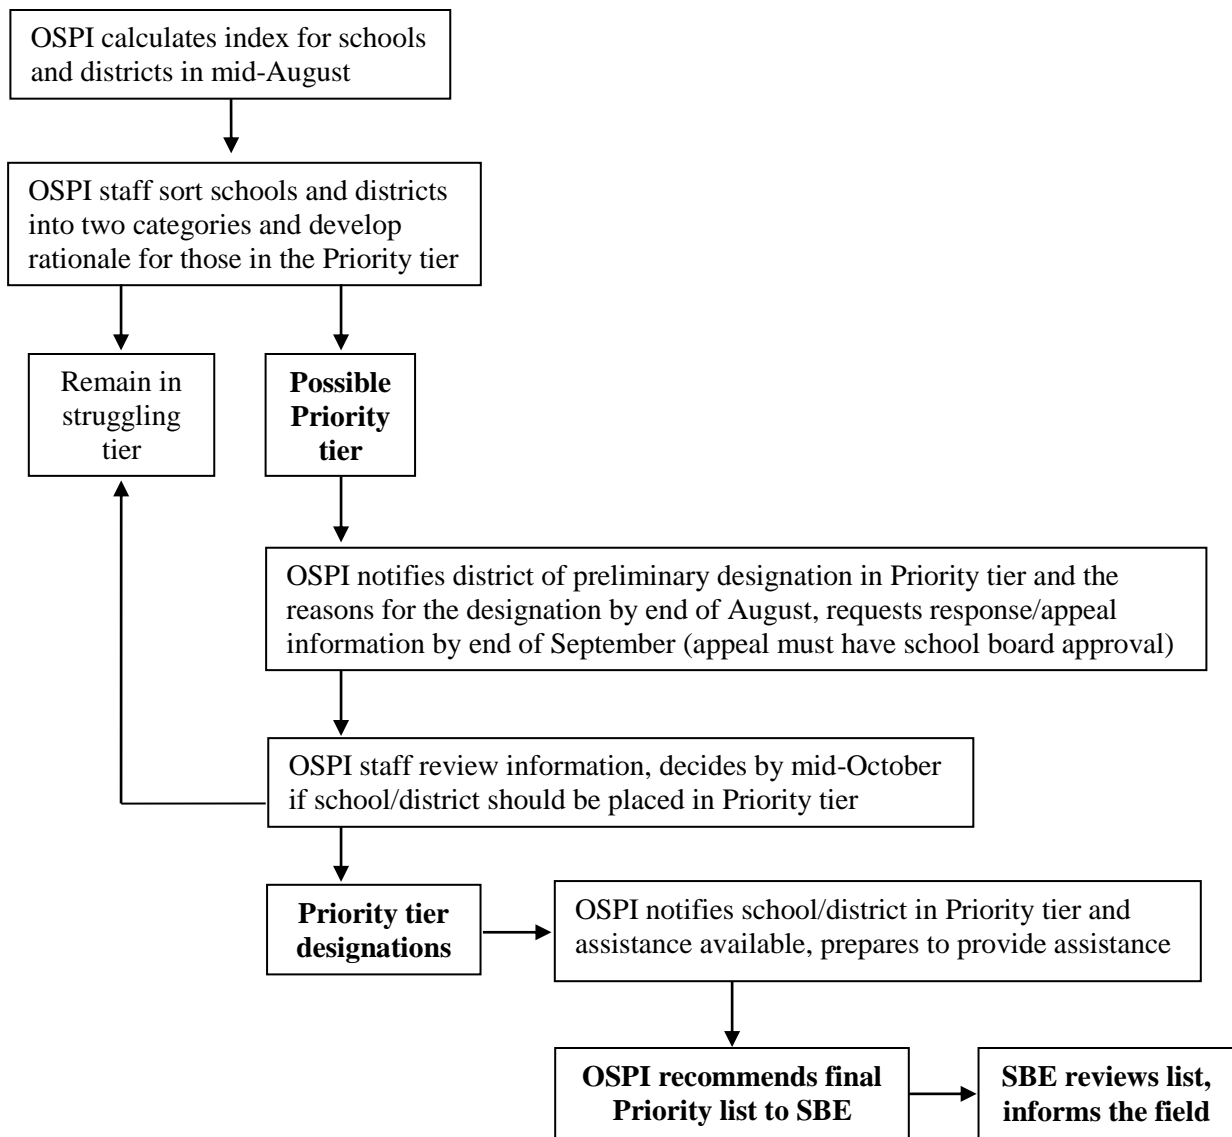 OSPI calculates index for schools
and districts in mid-August
OSPI staff sort schools and districts
into two categories and develop
rationale for those in the Priority tier
Remain in
struggling
tier
Possible
Priority
tier
OSPI notifies district of preliminary designation in Priority tier and the
reasons for the designation by end of August, requests response/appeal
information by end of September (appeal must have school board approval)
OSPI staff review information, decides by mid-October
if school/district should be placed in Priority tier
Priority tier
designations
OSPI notifies school/district in Priority tier and
assistance available, prepares to provide assistance
OSPI recommends final
Priority list to SBE
SBE reviews list,
informs the field